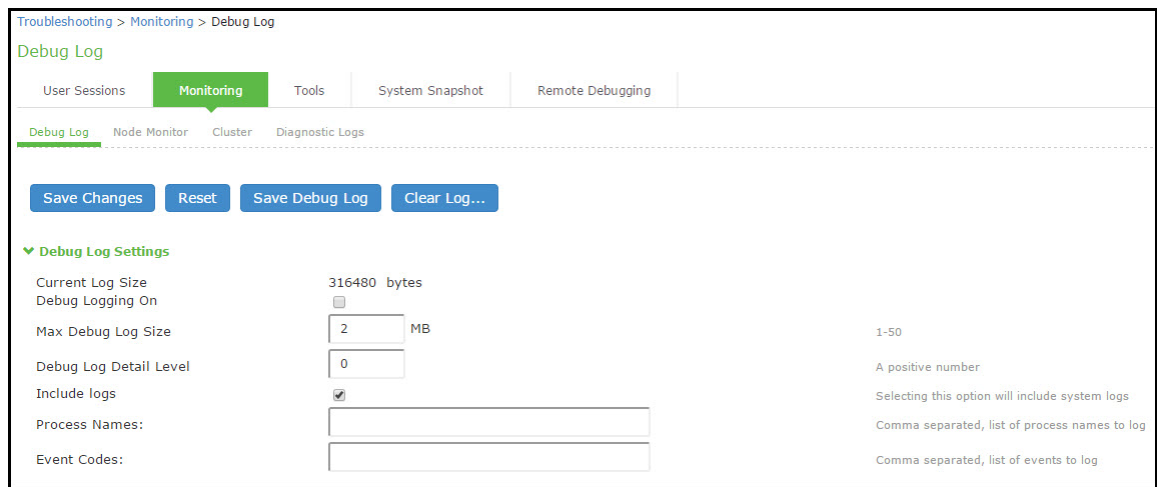 Troubleshooting > Monitoring > Debug Log
Debug Log
User Sessions Monitoring Tools System Snapshot Remote Debugging
Debug Log Node Monitor Cluster Diagnostic Logs
Save Changes Reset Save Debug Log Clear Log...
Debug Log Settings
Current Log Size 316480 bytes
Debug Logging On
Max Debug Log Size 2 MB 1-50
Debug Log Detail Level 0 A positive number
Include logs Selecting this option will include system logs
Process Names: Comma separated, list of process names to log
Event Codes: Comma separated, list of events to log